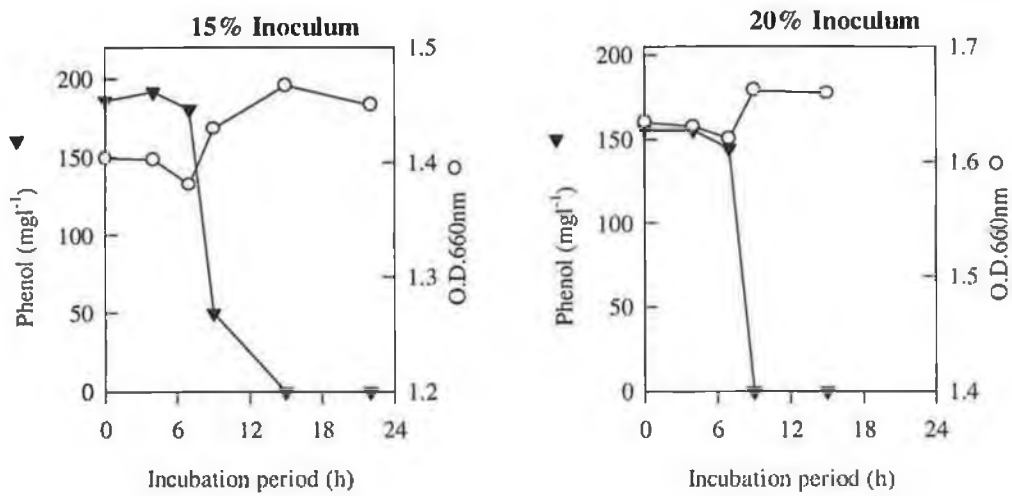 15% Inoculum
200
150
100
50
0
Phenol (mgl⁻¹) ▼
1.5
1.4
1.3
1.2
O.D.660nm ○
0 6 12 18 24
Incubation period (h)
20% Inoculum
200
150
100
50
0
Phenol (mgl⁻¹) ▼
1.7
1.6
1.5
1.4
O.D.660nm ○
0 6 12 18 24
Incubation period (h)